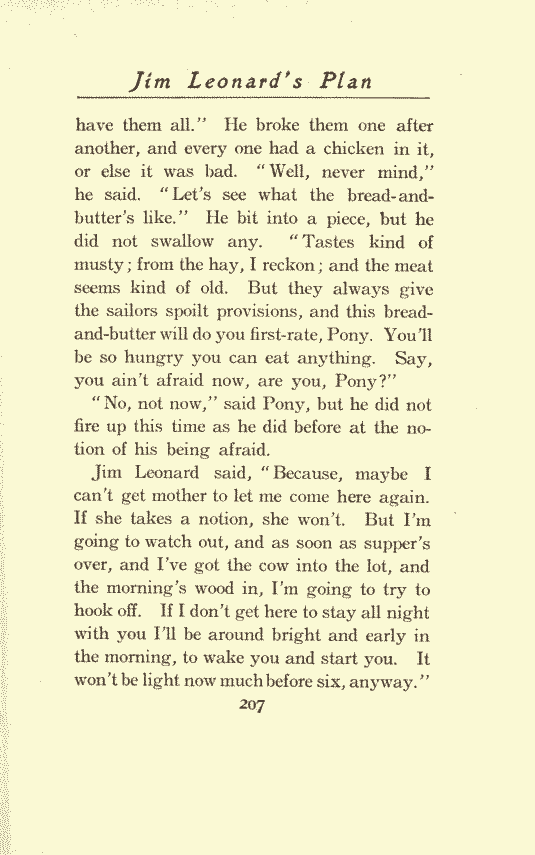 Jim Leonard's Plan
have them all." He broke them one after
another, and every one had a chicken in it,
or else it was bad. "Well, never mind,"
he said. "Let's see what the bread-and-
butter's like." He bit into a piece, but he
did not swallow any. "Tastes kind of
musty; from the hay, I reckon; and the meat
seems kind of old. But they always give
the sailors spoilt provisions, and this bread-
and-butter will do you first-rate, Pony. You'll
be so hungry you can eat anything. Say,
you ain't afraid now, are you, Pony?"
"No, not now," said Pony, but he did not
fire up this time as he did before at the no-
tion of his being afraid.
Jim Leonard said, "Because, maybe I
can't get mother to let me come here again.
If she takes a notion, she won't. But I'm
going to watch out, and as soon as supper's
over, and I've got the cow into the lot, and
the morning's wood in, I'm going to try to
hook off. If I don't get here to stay all night
with you I'll be around bright and early in
the morning, to wake you and start you. It
won't be light now much before six, anyway."
207